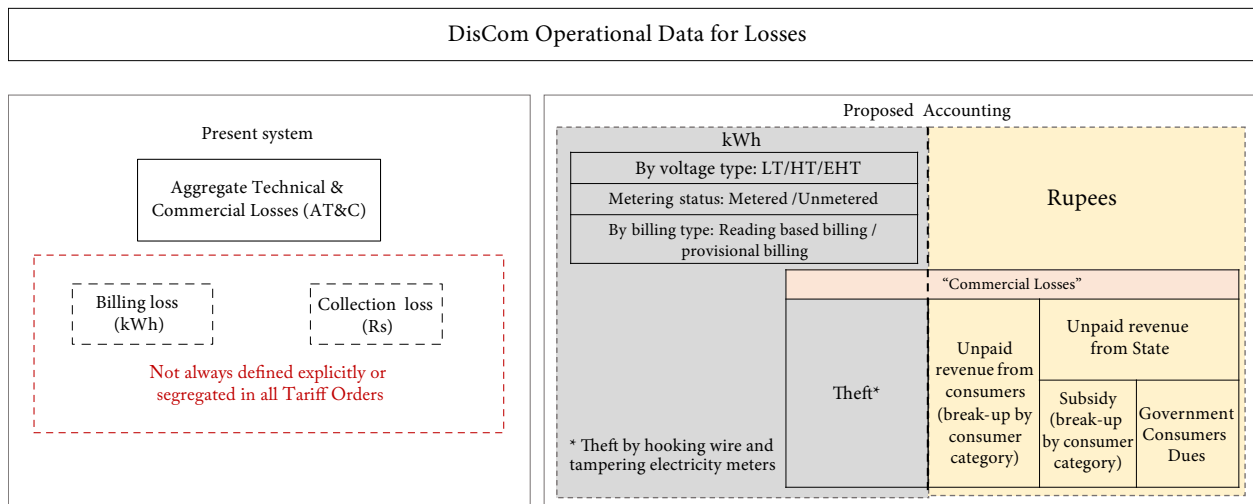 DisCom Operational Data for Losses
Present system
Aggregate Technical &
Commercial Losses (AT&C)
Billing loss
(kWh)
Collection loss
(Rs)
Not always defined explicitly or
segregated in all Tariff Orders
Proposed Accounting
kWh
By voltage type: LT/HT/EHT
Metering status: Metered /Unmetered
By billing type: Reading based billing /
provisional billing
Rupees
“Commercial Losses”
Theft*
* Theft by hooking wire and
tampering electricity meters
Unpaid
revenue from
consumers
(break-up by
consumer
category)
Unpaid revenue
from State
Subsidy
(break-up
by consumer
category)
Government
Consumers
Dues